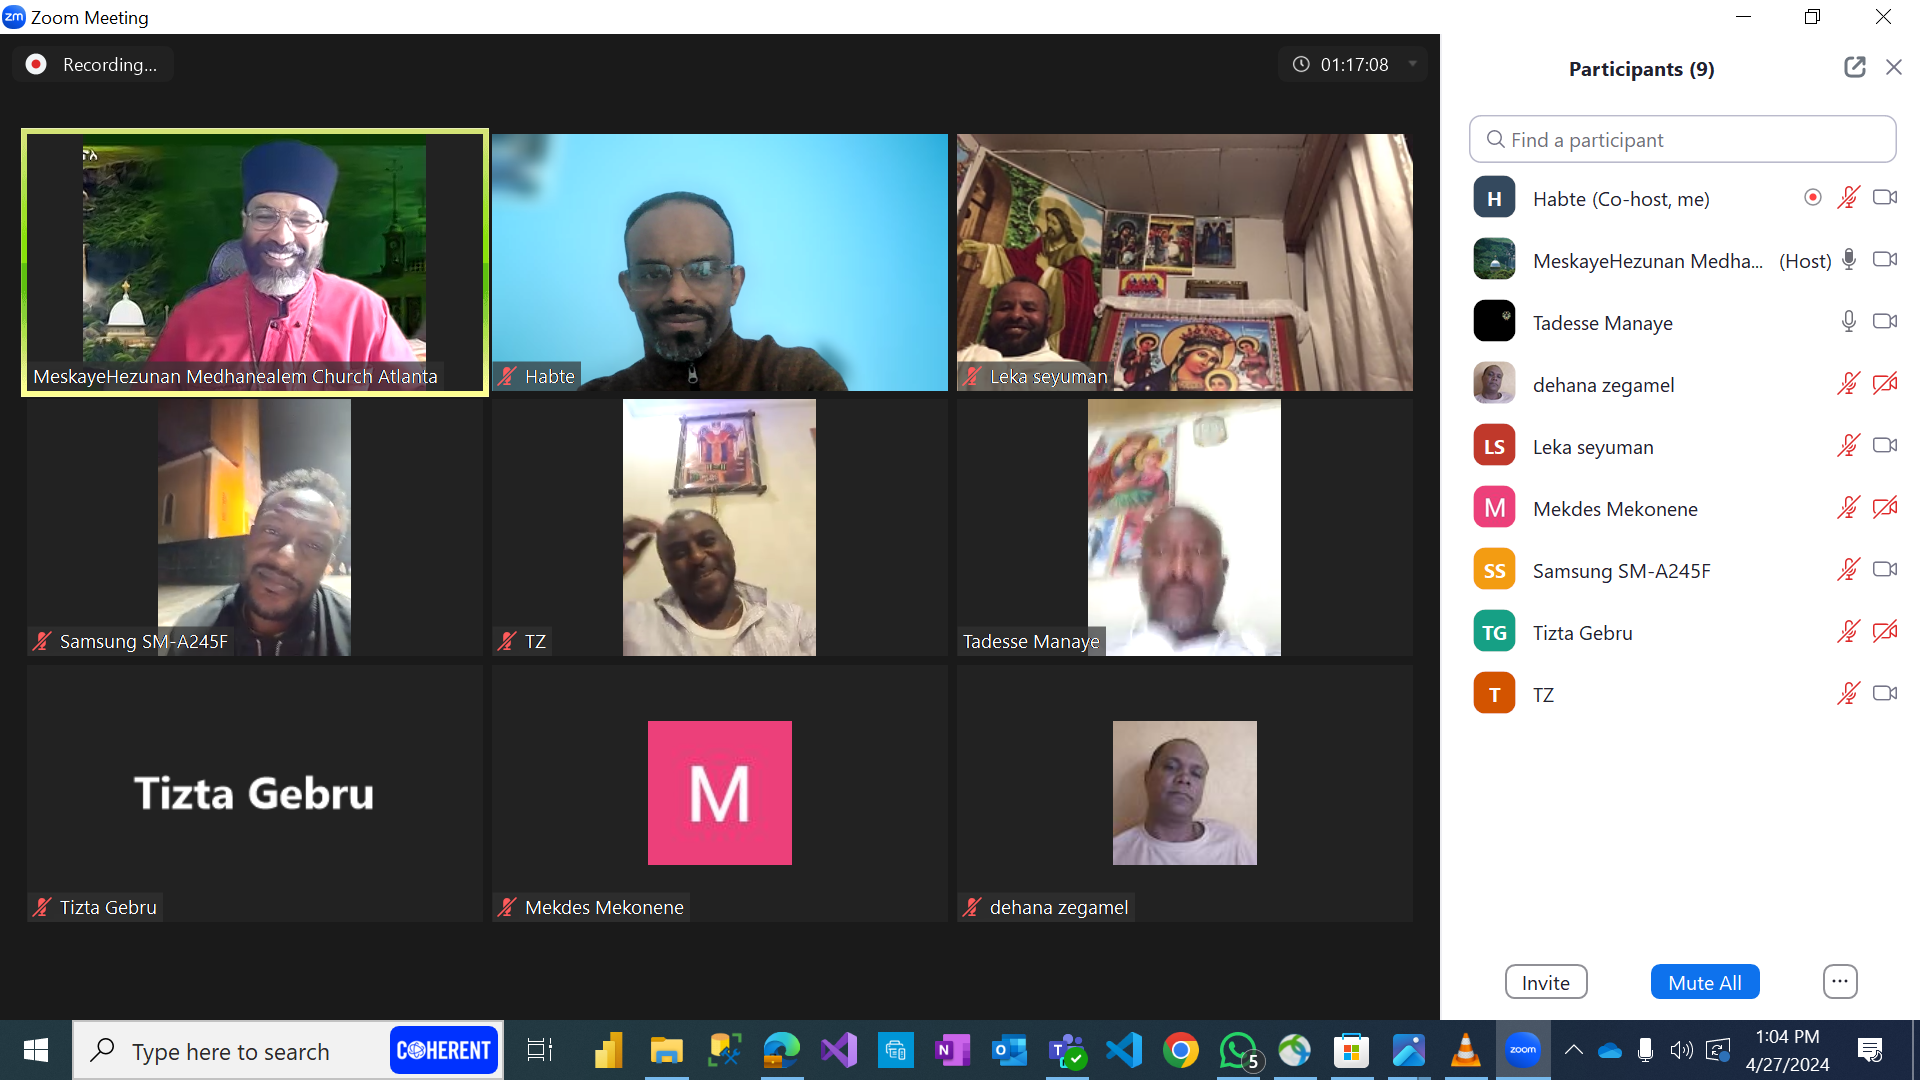 zm Zoom Meeting
Recording...
01:17:08
MeskayeHezunan Medhanealem Church Atlanta
Habte
Leka seyuman
Samsung SM-A245F
TZ
Tadesse Manaye
Tizta Gebru
Tizta Gebru
M
Mekdes Mekonene
dehana zegamel
Participants (9)
Find a participant
H Habte (Co-host, me)
MeskayeHezunan Medha... (Host)
Tadesse Manaye
dehana zegamel
LS Leka seyuman
M Mekdes Mekonene
SS Samsung SM-A245F
TG Tizta Gebru
T TZ
Invite Mute All ...
Type here to search COHERENT
N O T 5 zoom
1:04 PM
4/27/2024